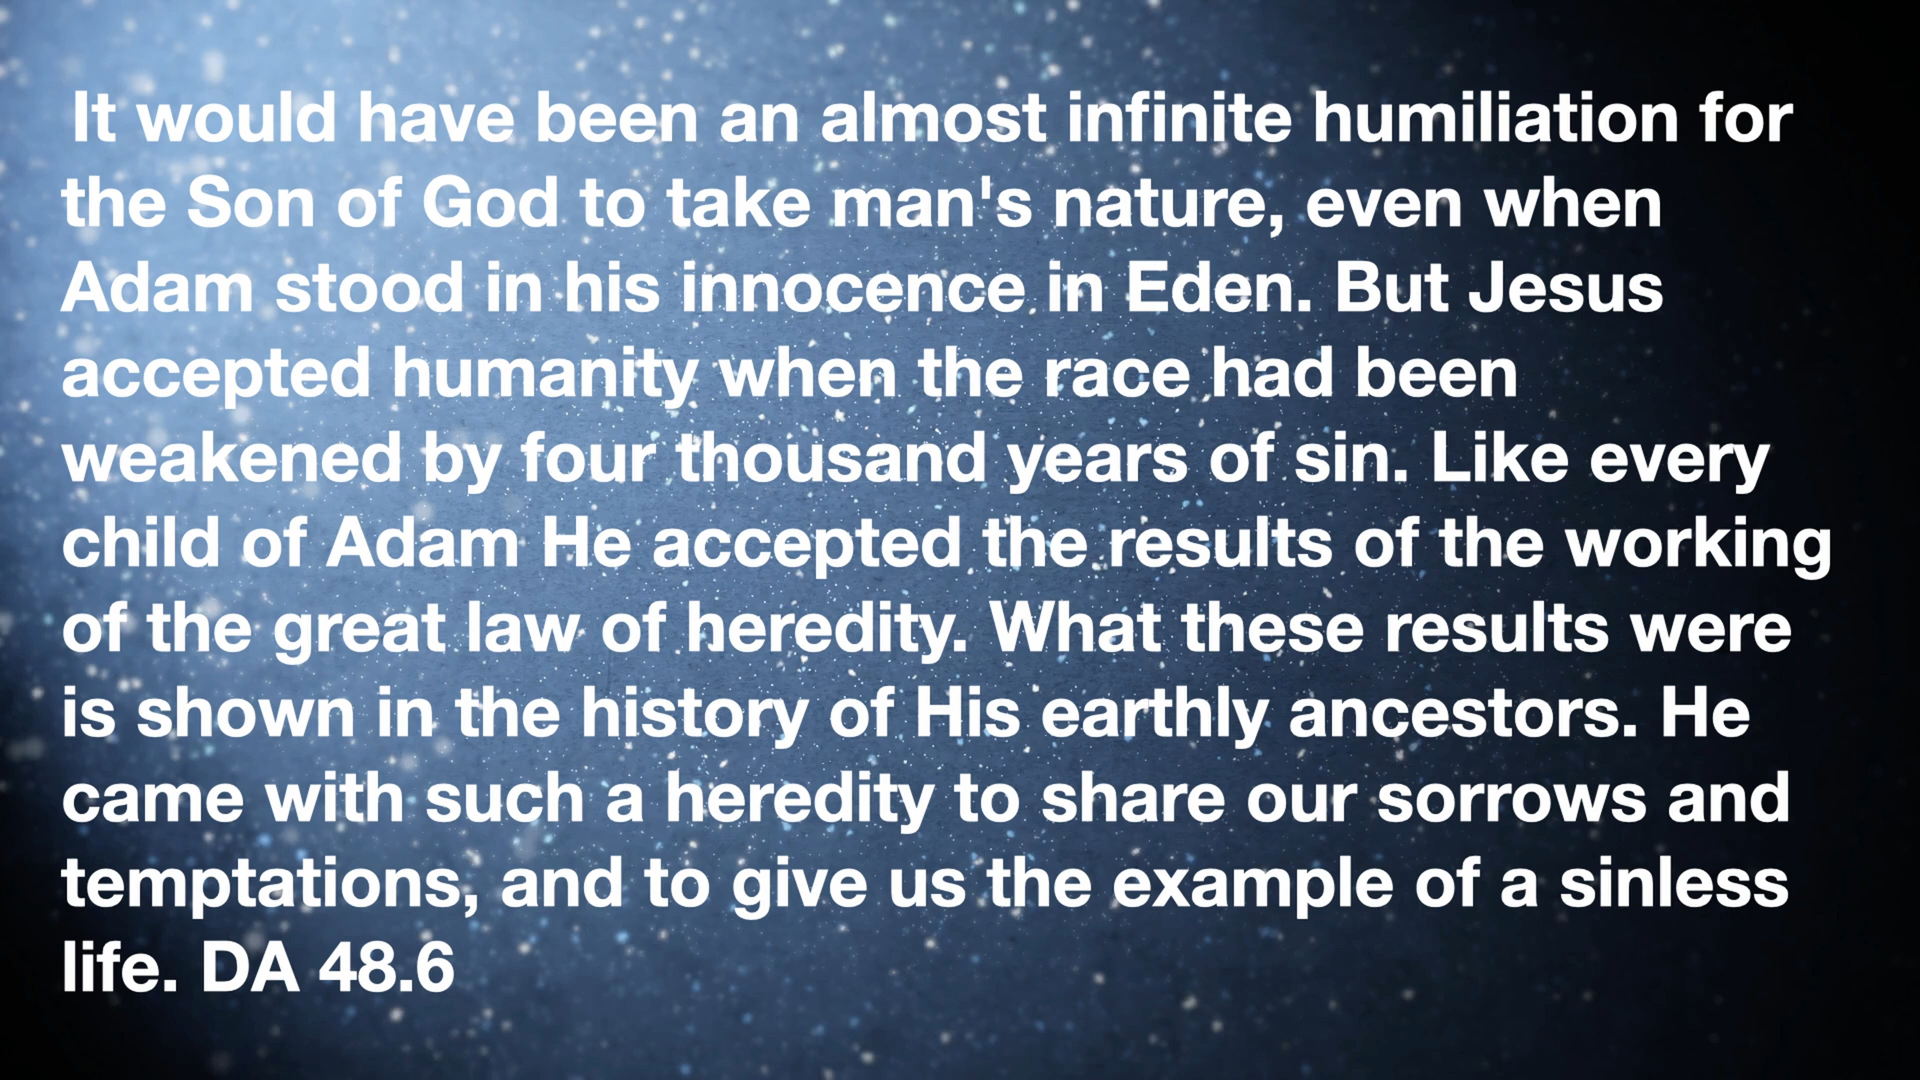 It would have been an almost infinite humiliation for
the Son of God to take man's nature, even when
Adam stood in his innocence in Eden. But Jesus
accepted humanity when the race had been
weakened by four thousand years of sin. Like every
child of Adam He accepted the results of the working
of the great law of heredity. What these results were
is shown in the history of His earthly ancestors. He
came with such a heredity to share our sorrows and
temptations, and to give us the example of a sinless
life. DA 48.6